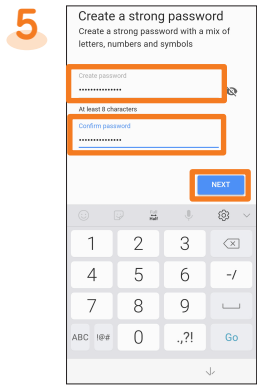 5
Create a strong password
Create a strong password with a mix of
letters, numbers and symbols
Create password
••••••••••••••
At least 8 characters
Confirm password
••••••••••••••
NEXT
1 2 3
4 5 6 -/
7 8 9
ABC !@# 0 .,?! Go